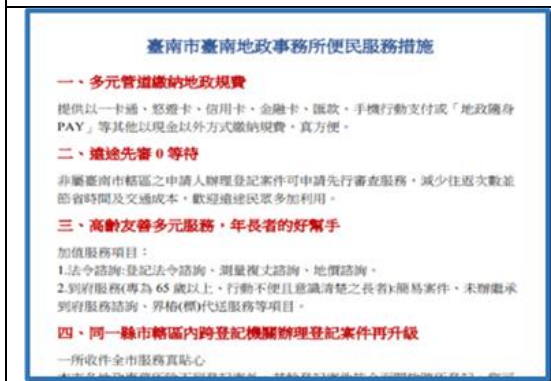 臺南市臺南地政事務所便民服務措施
一、多元管道繳納地政規費
提供以一卡通、悠遊卡、信用卡、金融卡、匯款、手機行動支付或「地政隨身
PAY」等其他以現金以外方式繳納規費，真方便。
二、遠途先審 0 等待
非屬臺南市轄區之申請人辦理登記案件可申請先行審查服務，減少往返次數並
節省時間及交通成本，歡迎遠途民眾多加利用。
三、高齡友善多元服務，年長者的好幫手
加值服務項目：
1.法令諮詢:登記法令諮詢、測量複丈諮詢、地價諮詢。
2.到府服務(專為 65 歲以上、行動不便且意識清楚之長者):簡易案件、未辦繼承
到府服務諮詢、界樁(標)代送服務等項目。
四、同一縣市轄區內跨登記機關辦理登記案件再升級
一所收件全市服務真貼心